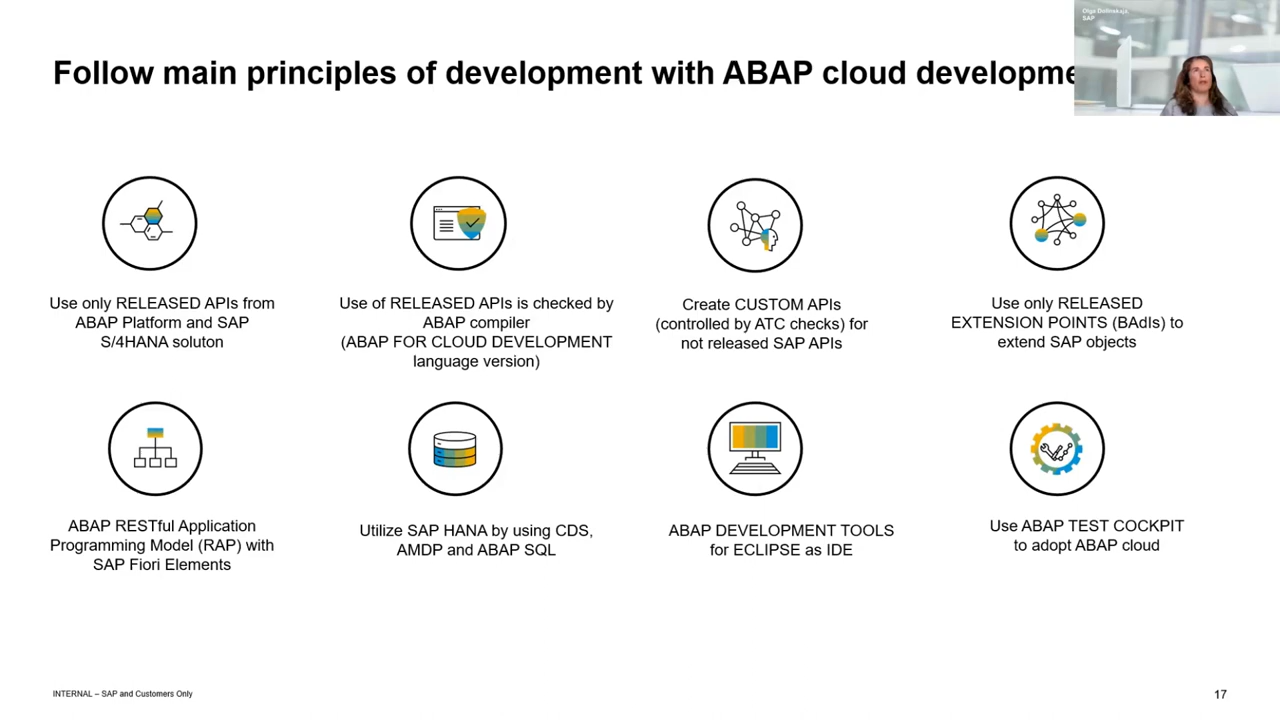 Olga Dolinskaja,
SAP
Follow main principles of development with ABAP cloud developme
Use only RELEASED APIs from
ABAP Platform and SAP
S/4HANA soluton
Use of RELEASED APIs is checked by
ABAP compiler
(ABAP FOR CLOUD DEVELOPMENT
language version)
Create CUSTOM APIs
(controlled by ATC checks) for
not released SAP APIs
Use only RELEASED
EXTENSION POINTS (BAdIs) to
extend SAP objects
ABAP RESTful Application
Programming Model (RAP) with
SAP Fiori Elements
Utilize SAP HANA by using CDS,
AMDP and ABAP SQL
ABAP DEVELOPMENT TOOLS
for ECLIPSE as IDE
Use ABAP TEST COCKPIT
to adopt ABAP cloud
INTERNAL – SAP and Customers Only
17